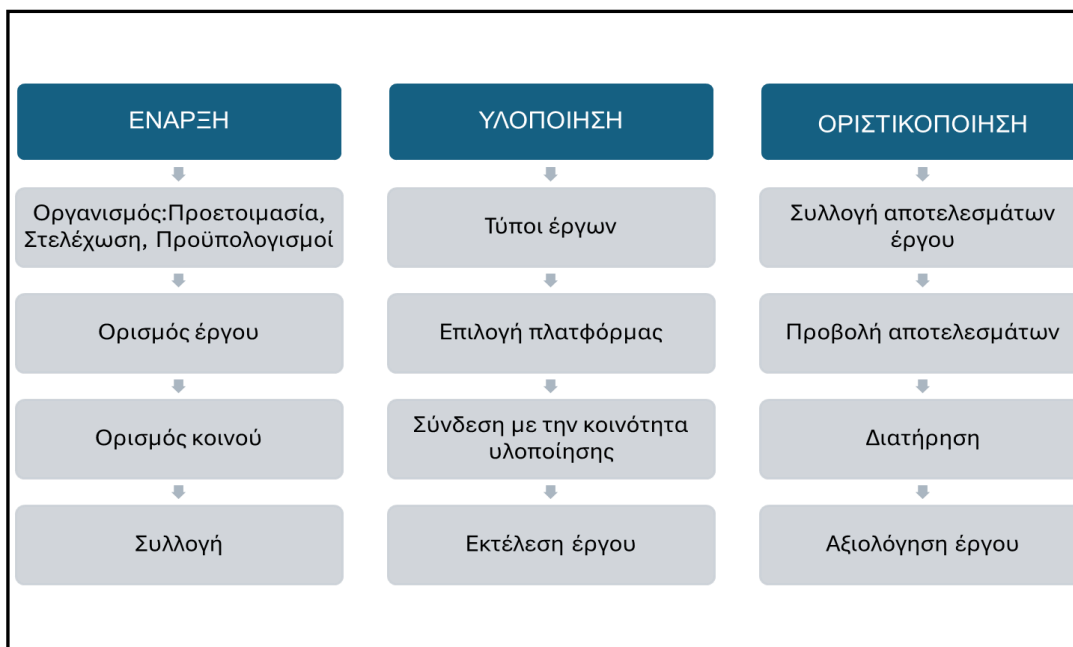 ΕΝΑΡΞΗ
Οργανισμός:Προετοιμασία,
Στελέχωση, Προϋπολογισμοί
Ορισμός έργου
Ορισμός κοινού
Συλλογή
ΥΛΟΠΟΙΗΣΗ
Τύποι έργων
Επιλογή πλατφόρμας
Σύνδεση με την κοινότητα
υλοποίησης
Εκτέλεση έργου
ΟΡΙΣΤΙΚΟΠΟΙΗΣΗ
Συλλογή αποτελεσμάτων
έργου
Προβολή αποτελεσμάτων
Διατήρηση
Αξιολόγηση έργου